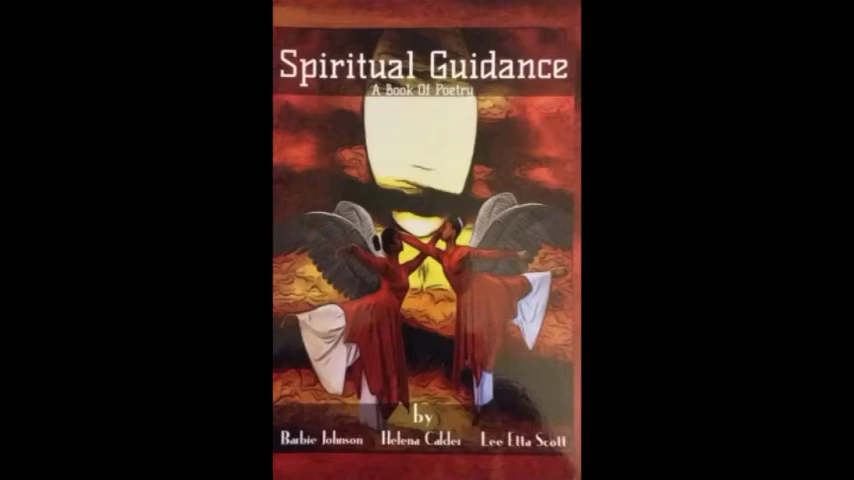 Spiritual Guidance
A Book Of Poetry
by
Barbie Johnson Helena Calder Lee Etta Scott